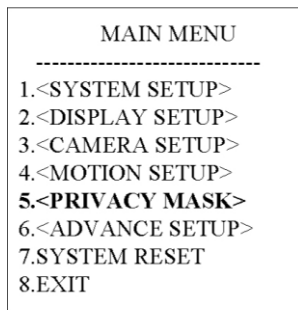 MAIN MENU
-----------------------------
1.<SYSTEM SETUP>
2.<DISPLAY SETUP>
3.<CAMERA SETUP>
4.<MOTION SETUP>
5.<PRIVACY MASK>
6.<ADVANCE SETUP>
7.SYSTEM RESET
8.EXIT